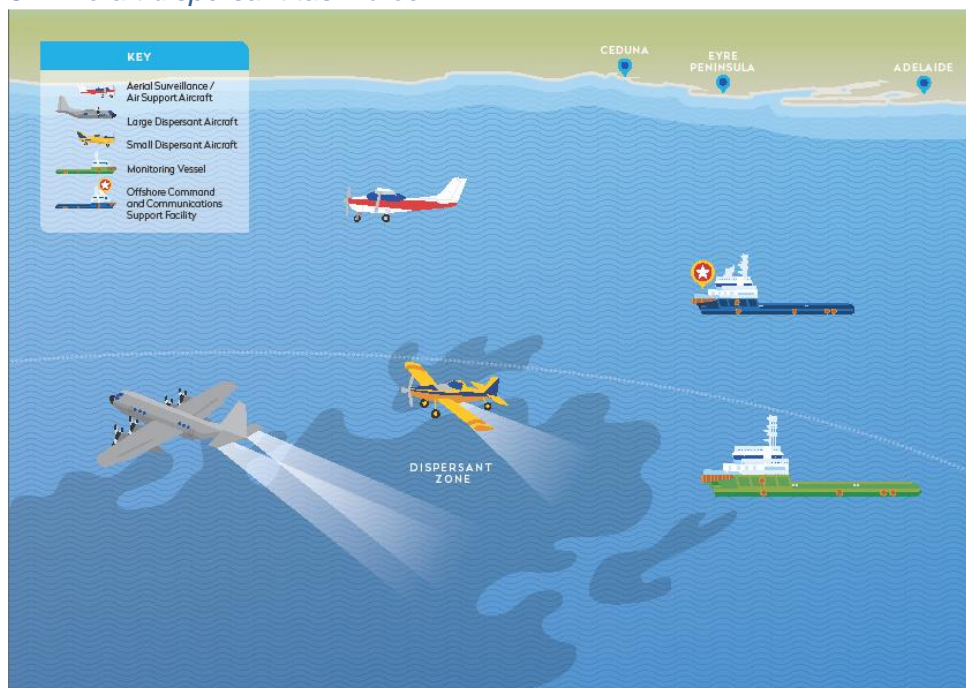 KEY
Aerial Surveillance /
Air Support Aircraft
Large Dispersant Aircraft
Small Dispersant Aircraft
Monitoring Vessel
Offshore Command
and Communications
Support Facility
CEDUNA
EYRE
PENINSULA
ADELAIDE
DISPERSANT
ZONE